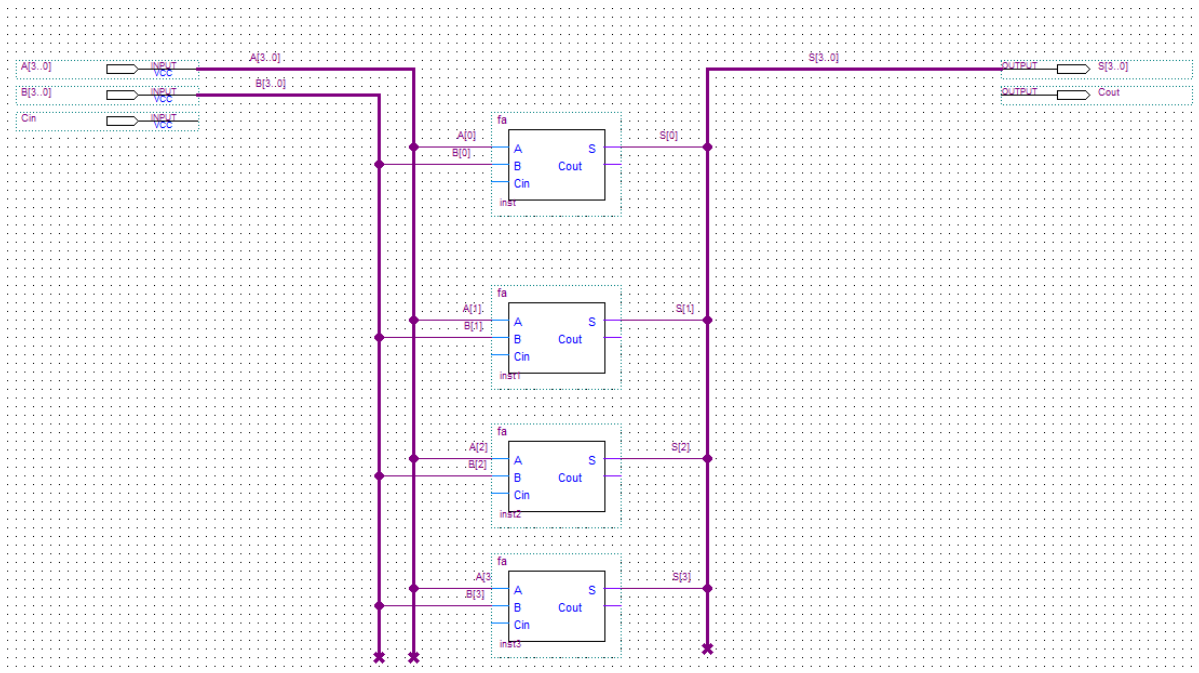 A[3..0] INPUT VCC A[3..0] S[3..0] OUTPUT S[3..0]
B[3..0] INPUT VCC B[3..0] OUTPUT Cout
Cin INPUT VCC
fa
A[0] A S S[0]
B[0] B Cout
Cin
inst
fa
A[1] A S S[1]
B[1] B Cout
Cin
inst1
fa
A[2] A S S[2]
B[2] B Cout
Cin
inst2
fa
A[3 A S S[3]
B[3] B Cout
Cin
inst3